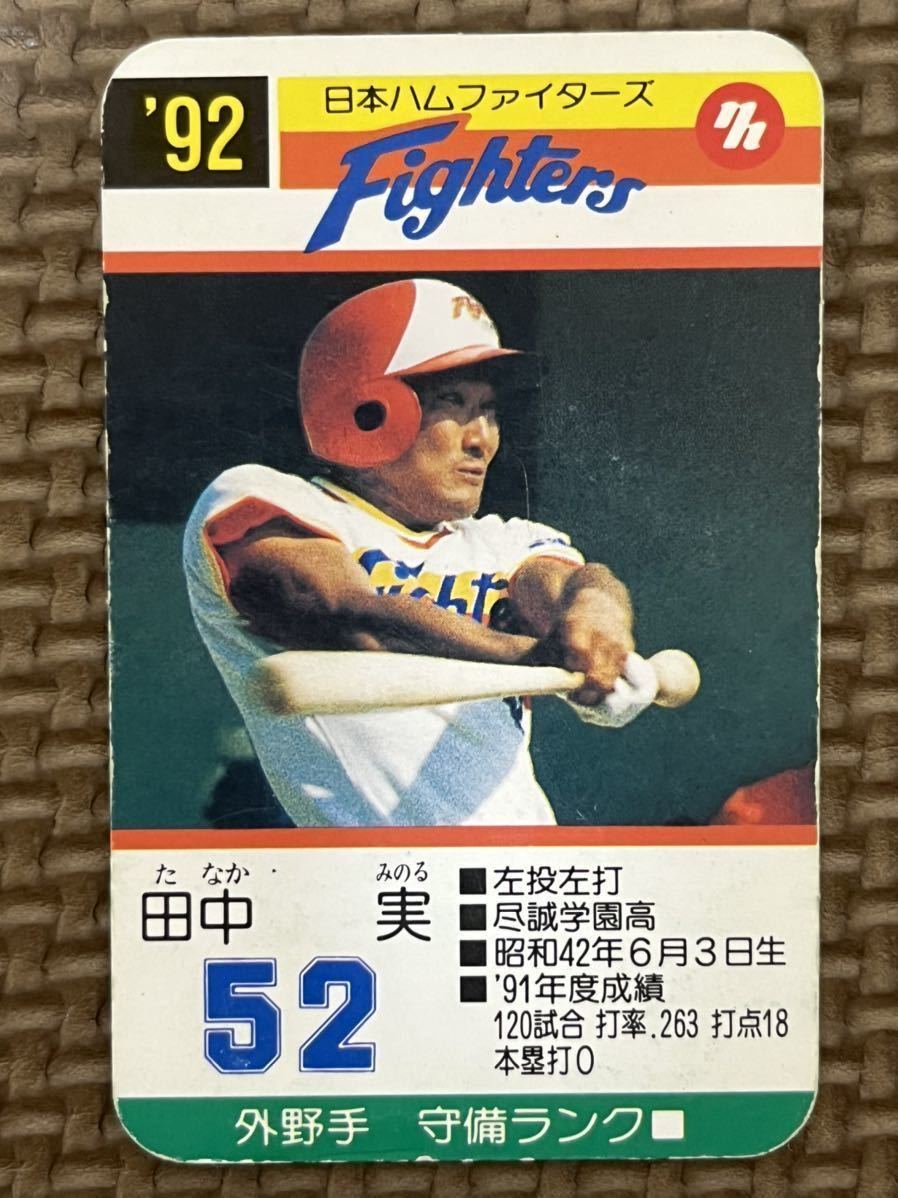 '92
日本ハムファイターズ
nh
Fighters
た なか みのる
田中 実
52
■左投左打
■尽誠学園高
■昭和42年6月3日生
■'91年度成績
120試合 打率.263 打点18
本塁打0
外野手 守備ランク□